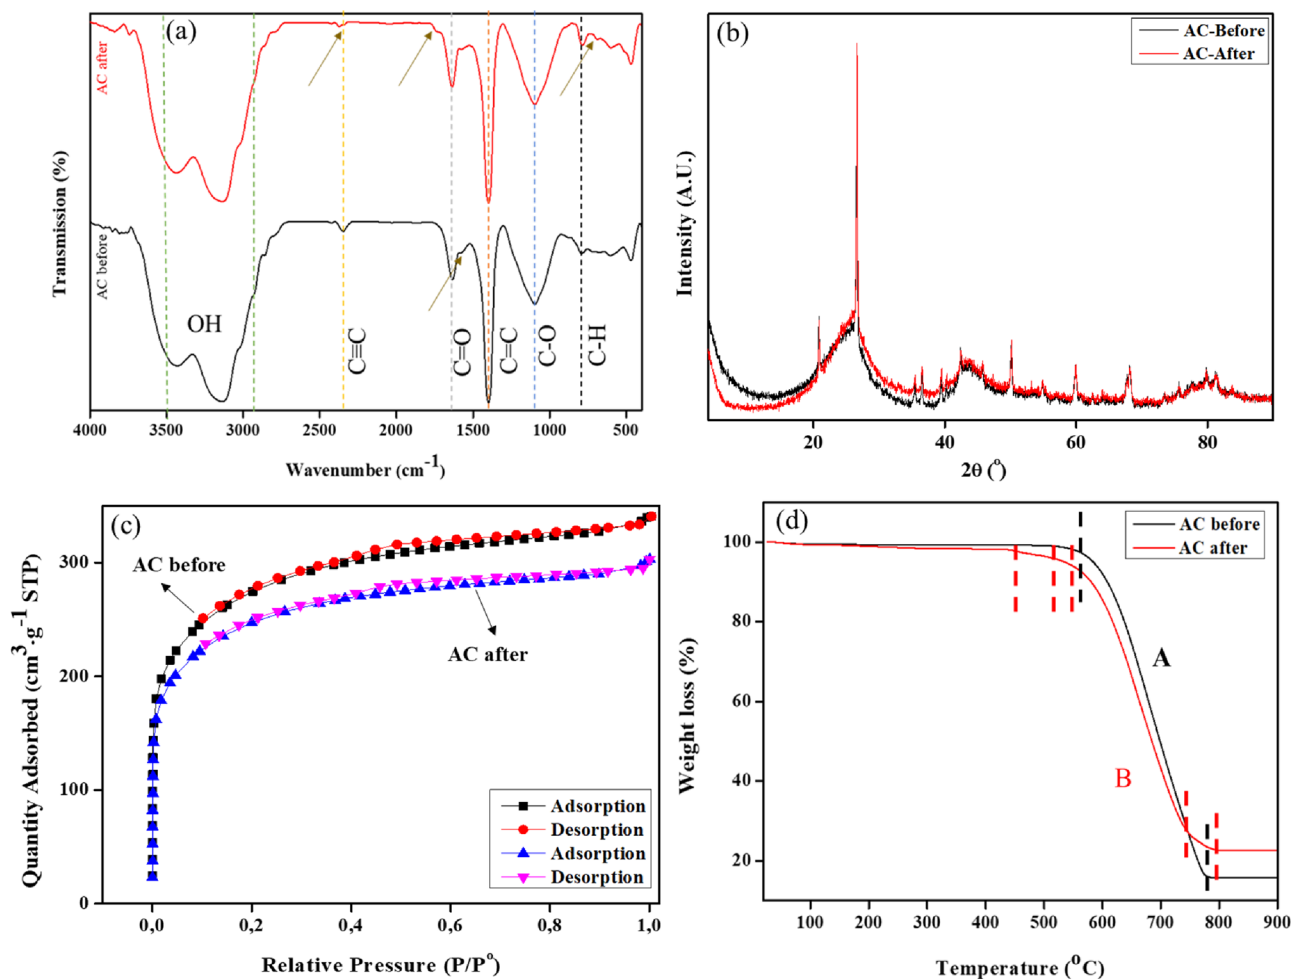 (a)
AC after
AC before
Transmission (%)
OH
C≡C
C=O
C=C
C-O
C-H
4000 3500 3000 2500 2000 1500 1000 500
Wavenumber (cm-1)
(b)
AC-Before
AC-After
Intensity (A.U.)
20 40 60 80
2θ (°)
(c)
AC before
AC after
300
200
100
0
Quantity Adsorbed (cm3·g-1 STP)
Adsorption
Desorption
Adsorption
Desorption
0,0 0,2 0,4 0,6 0,8 1,0
Relative Pressure (P/P°)
(d)
AC before
AC after
100
80
60
40
20
Weight loss (%)
A
B
100 200 300 400 500 600 700 800 900
Temperature (°C)